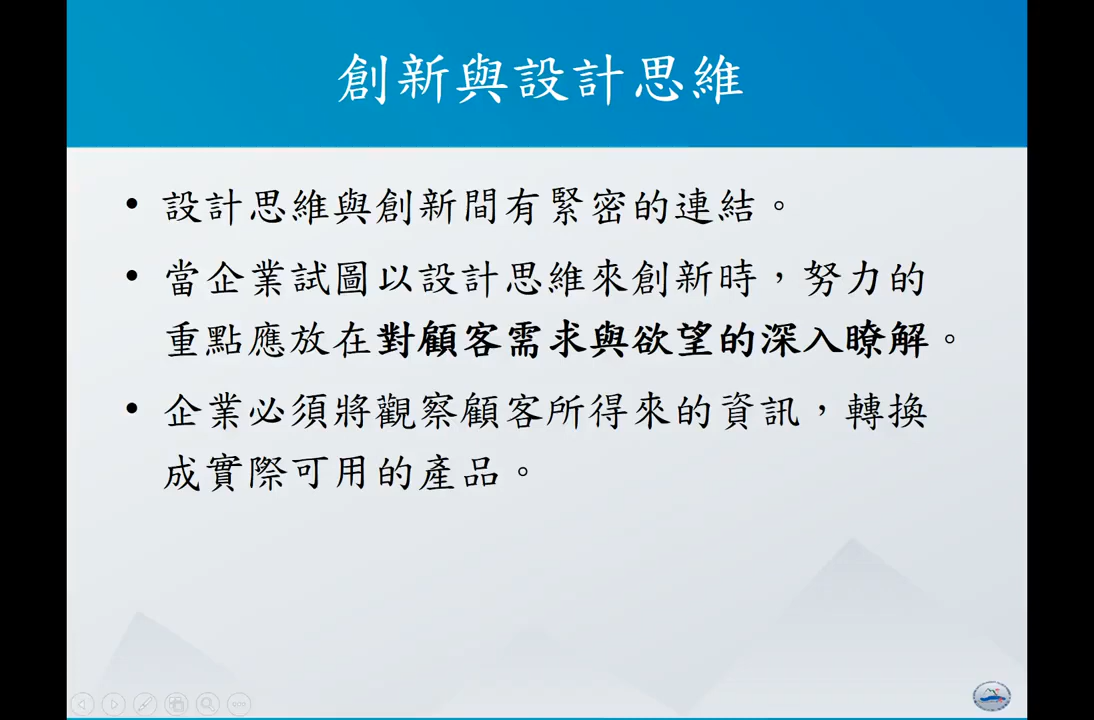 創新與設計思維
• 設計思維與創新間有緊密的連結。
• 當企業試圖以設計思維來創新時，努力的
重點應放在對顧客需求與欲望的深入瞭解。
• 企業必須將觀察顧客所得來的資訊，轉換
成實際可用的產品。